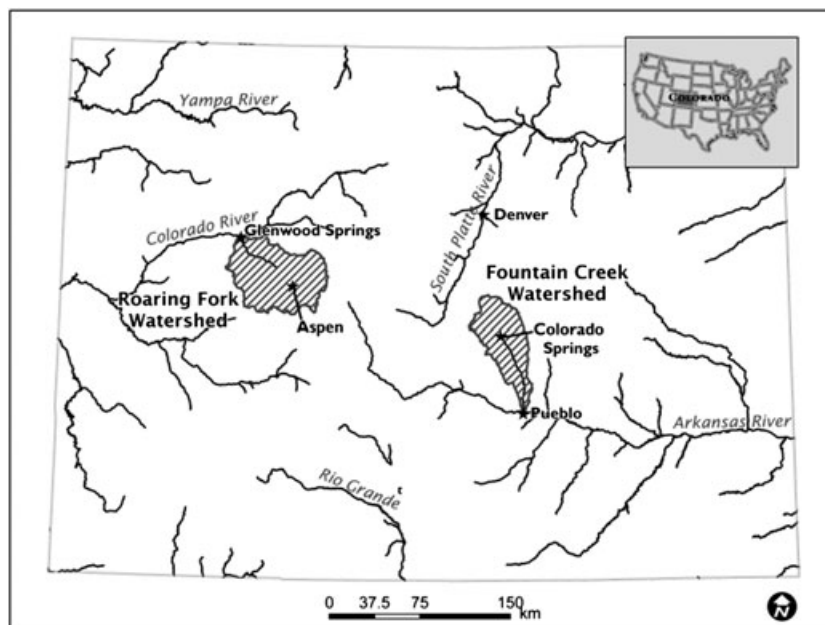 COLORADO
Yampa River
Colorado River
Glenwood Springs
South Platte River
Denver
Roaring Fork
Watershed
Aspen
Fountain Creek
Watershed
Colorado
Springs
Pueblo
Arkansas River
Rio Grande
t
0 37.5 75 150
km
N